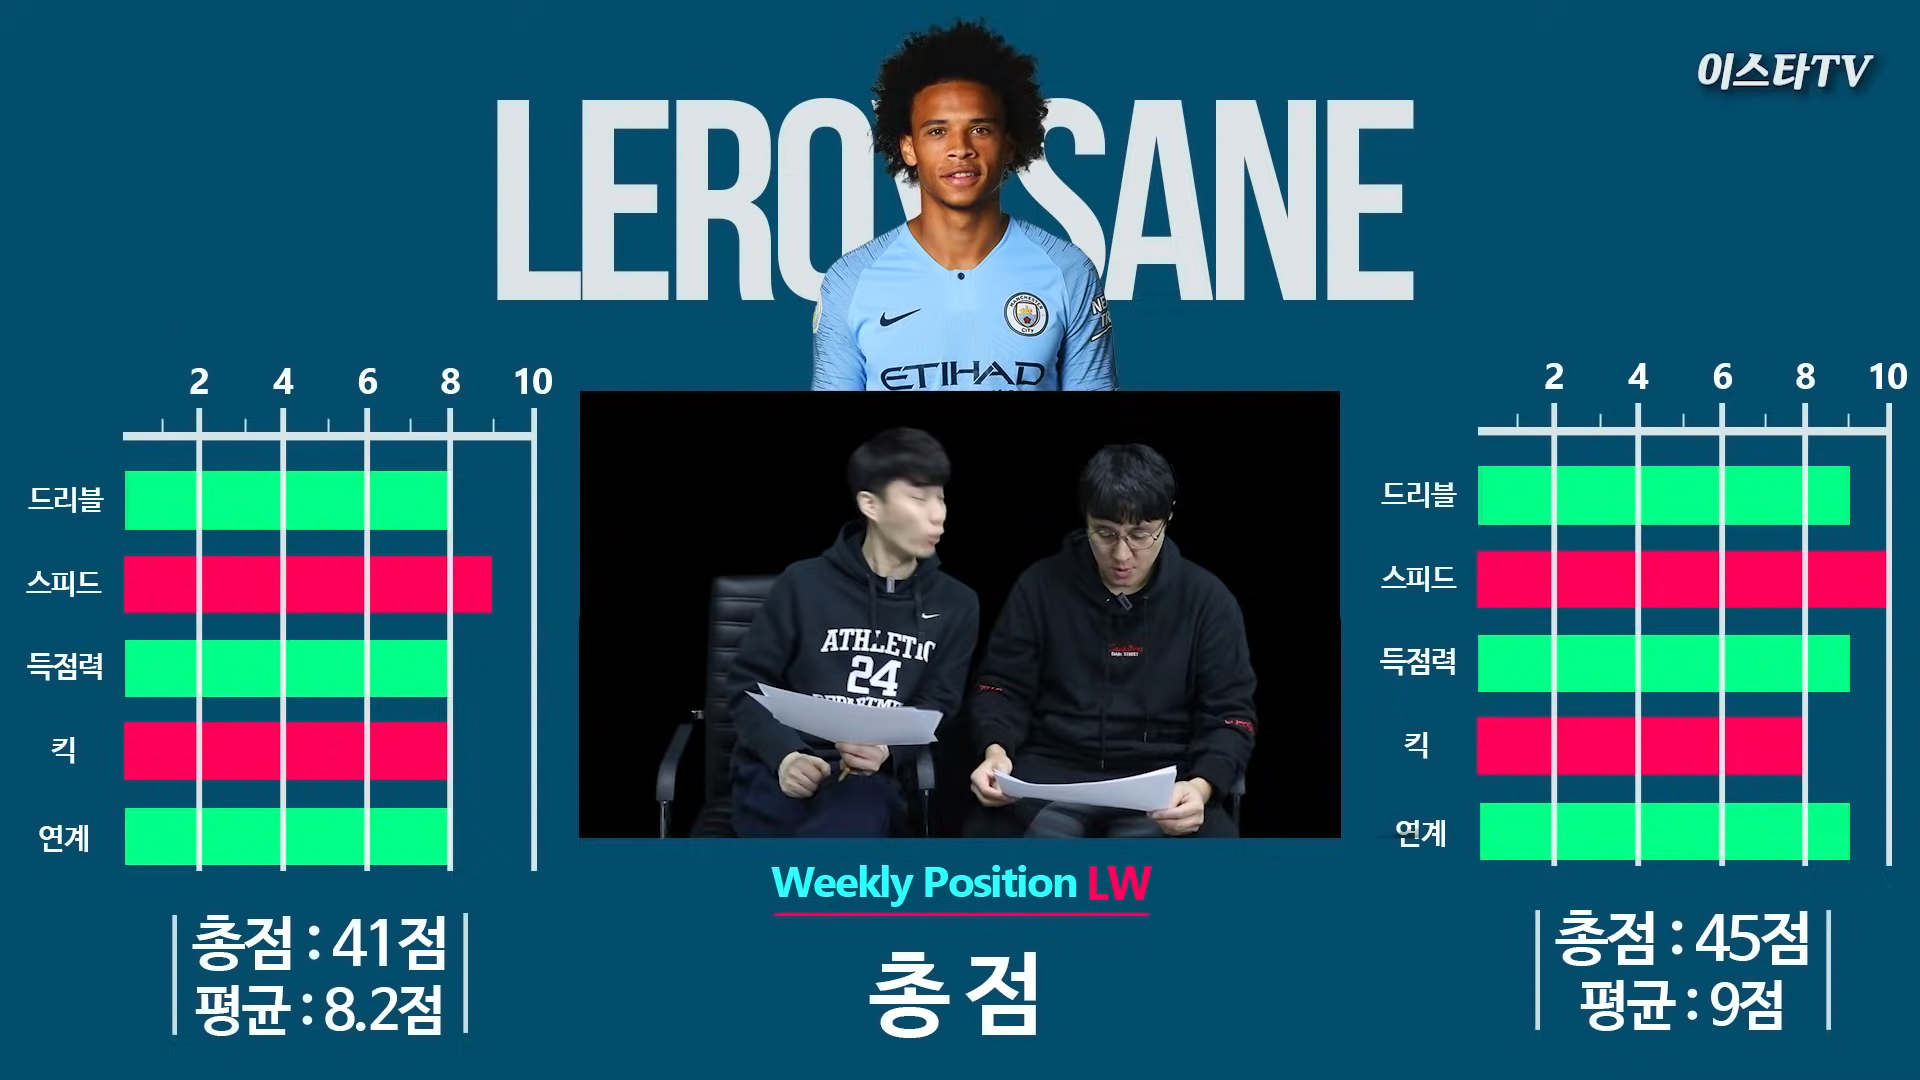 이스타TV
LEROY SANE
MANCHESTER
CITY
ETIHAD
2 4 6 8 10
드리블
스피드
득점력
킥
연계
총점 : 41점
평균 : 8.2점
ATHLETIC
24
DEPARTMENT
Weekly Position LW
총점
2 4 6 8 10
드리블
스피드
득점력
킥
연계
총점 : 45점
평균 : 9점